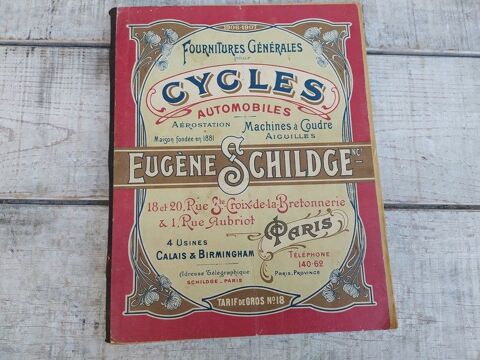 1906-1907
FOURNITURES GÉNÉRALES
pour
CYCLES
AUTOMOBILES
AÉROSTATION Machines à Coudre
Maison fondée en 1881 AIGUILLES
EUGÈNE SCHILDGE NCT
18 et 20, Rue Ste Croix-de-la-Bretonnerie
& 1, Rue Aubriot
PARIS
4 USINES
CALAIS & BIRMINGHAM
TÉLÉPHONE
140-62
Adresse Télégraphique
SCHILDGE-PARIS
PARIS, PROVINCE
TARIF DE GROS No 18